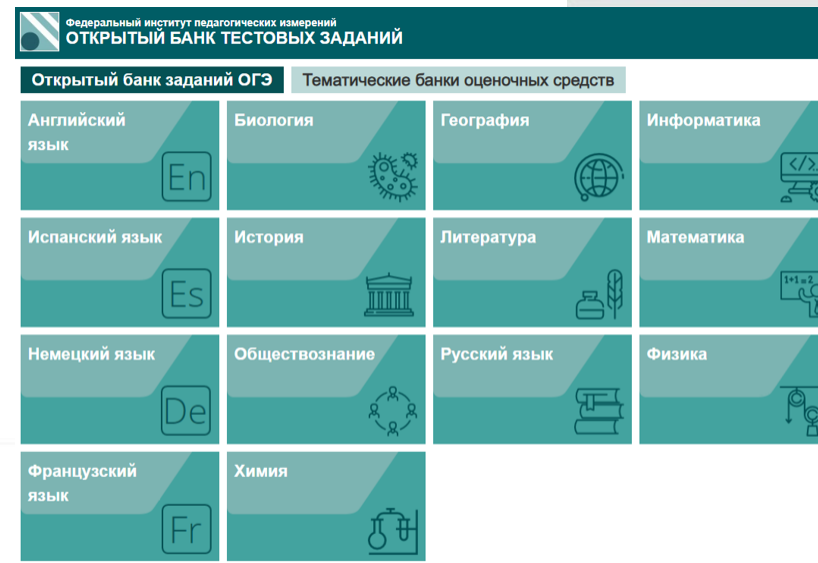 Федеральный институт педагогических измерений
ОТКРЫТЫЙ БАНК ТЕСТОВЫХ ЗАДАНИЙ
Открытый банк заданий ОГЭ
Тематические банки оценочных средств
Английский
язык
En
Биология
География
Информатика
</>
Испанский язык
Es
История
Литература
Математика
1+1=2
Немецкий язык
De
Обществознание
Русский язык
Физика
Французский
язык
Fr
Химия